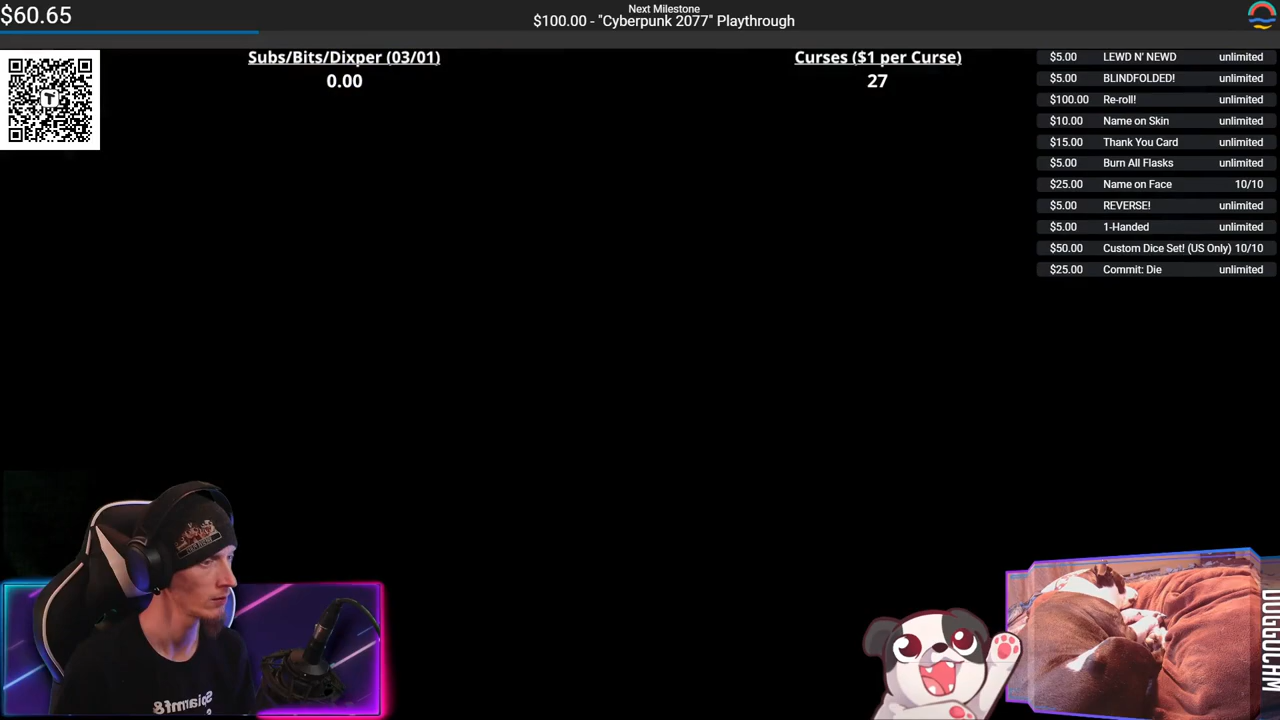 $60.65
Next Milestone
$100.00 - "Cyberpunk 2077" Playthrough
Subs/Bits/Dixper (03/01)
0.00
Curses ($1 per Curse)
27
$5.00 LEWD N' NEWD unlimited
$5.00 BLINDFOLDED! unlimited
$100.00 Re-roll! unlimited
$10.00 Name on Skin unlimited
$15.00 Thank You Card unlimited
$5.00 Burn All Flasks unlimited
$25.00 Name on Face 10/10
$5.00 REVERSE! unlimited
$5.00 1-Handed unlimited
$50.00 Custom Dice Set! (US Only) 10/10
$25.00 Commit: Die unlimited
T
DOGGOCAM